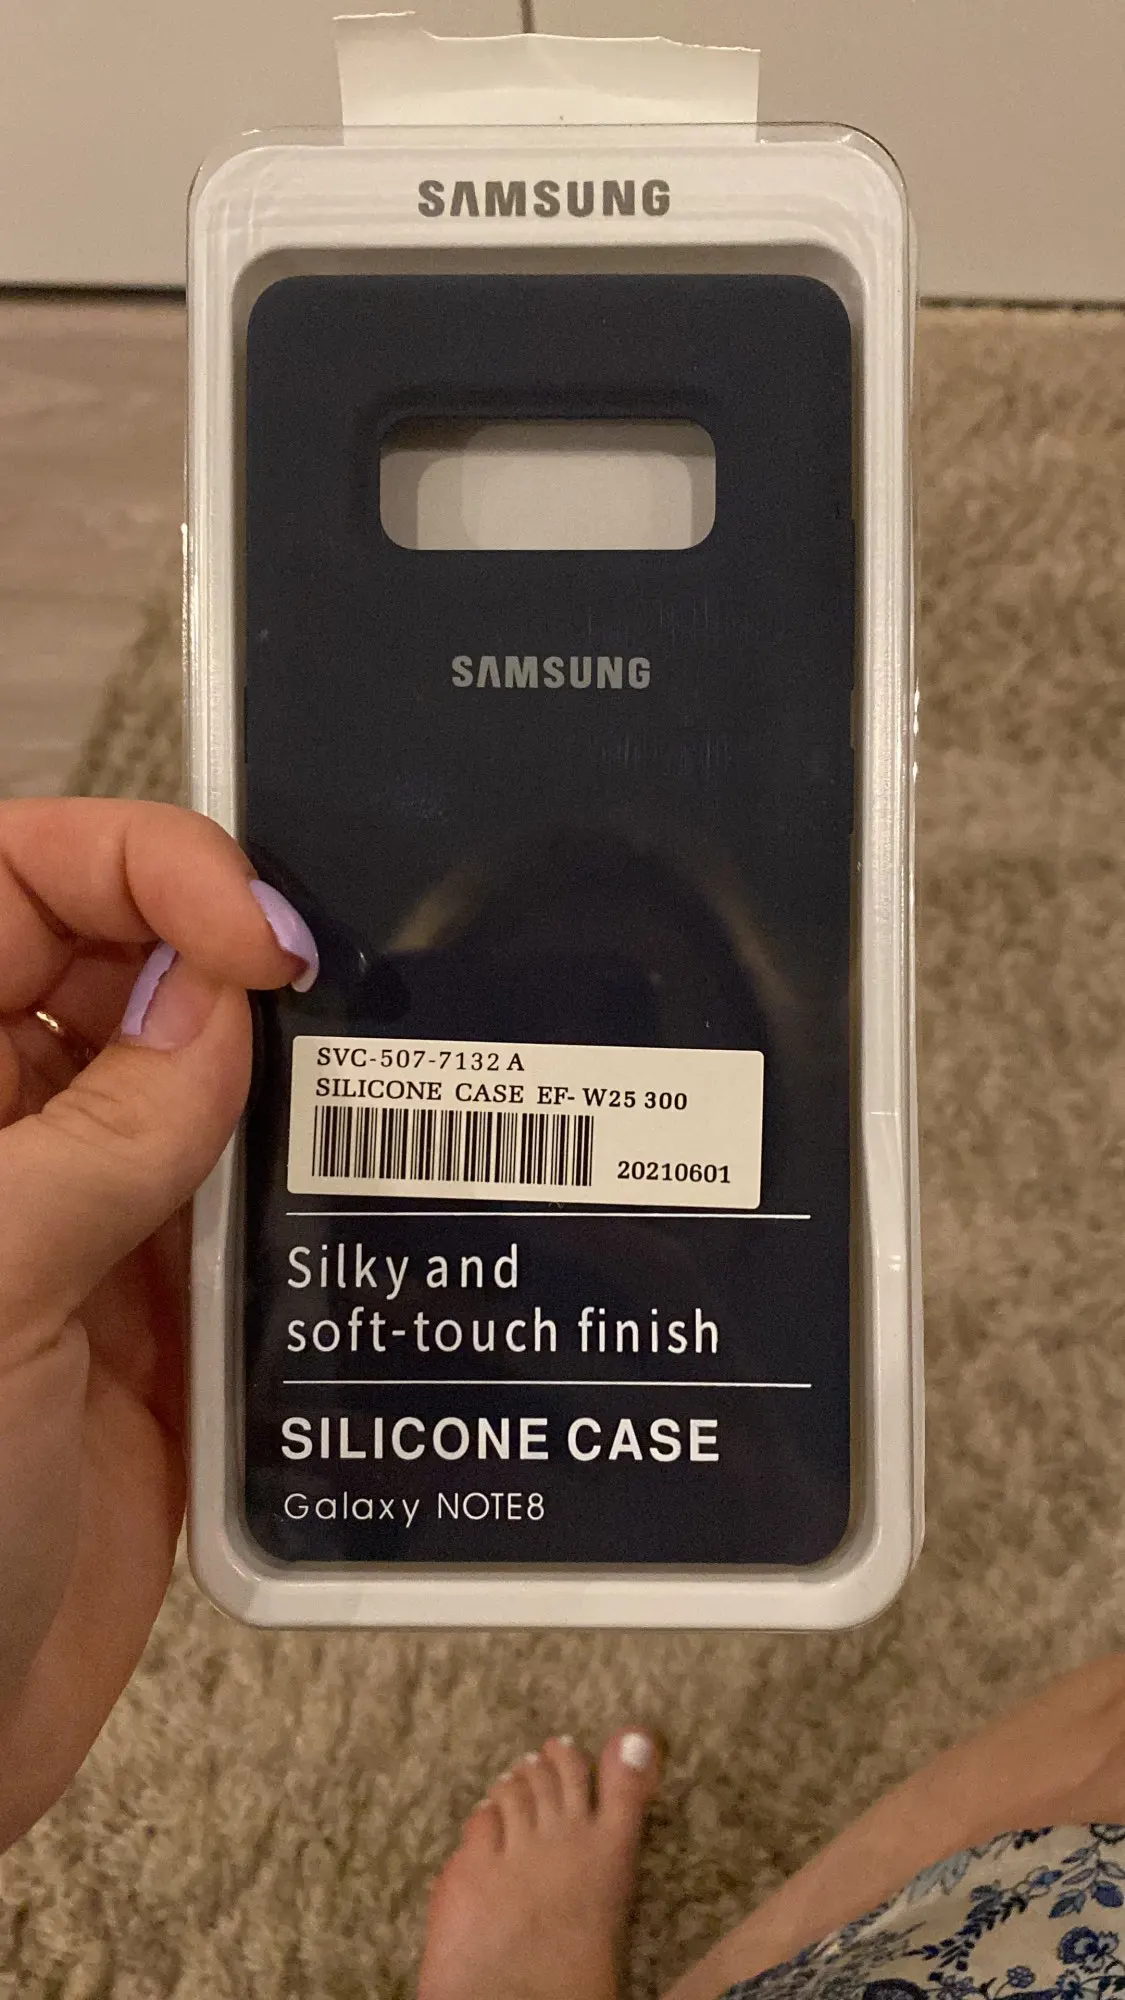 SAMSUNG
SAMSUNG
SVC-507-7132 A
SILICONE CASE EF- W25 300
20210601
Silky and
soft-touch finish
SILICONE CASE
Galaxy NOTE8